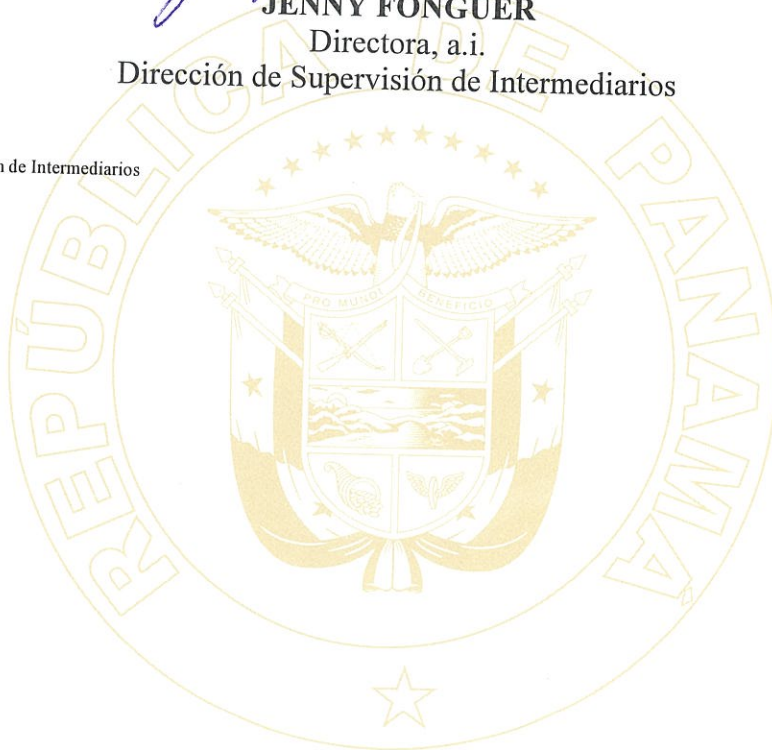 JENNY FONGUER
Directora, a.i.
Dirección de Supervisión de Intermediarios
de Intermediarios
REPÚBLICA DE PANAMÁ
PRO MUNDI BENEFICIO